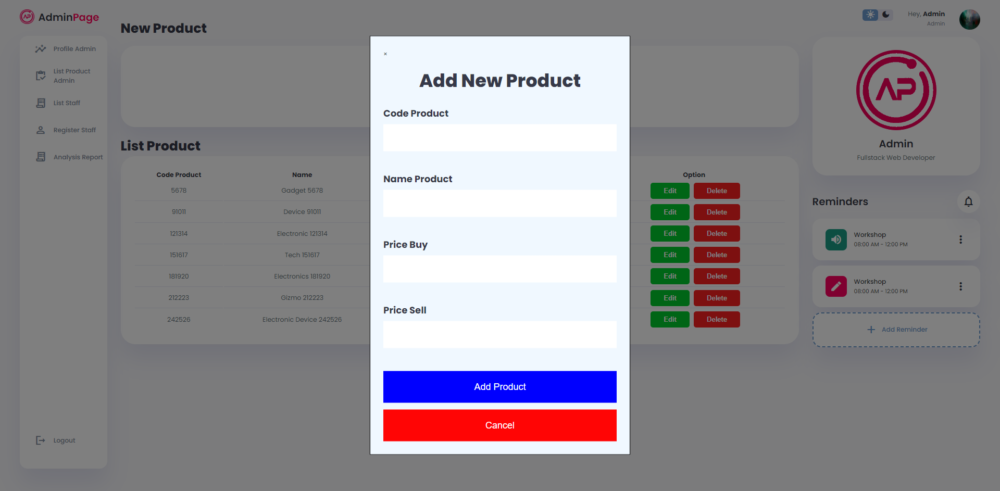 AdminPage
Profile Admin
List Product
Admin
List Staff
Register Staff
Analysis Report
Logout
New Product
List Product
Code Product Name Option
5678 Gadget 5678 Edit Delete
91011 Device 91011 Edit Delete
121314 Electronic 121314 Edit Delete
151617 Tech 151617 Edit Delete
181920 Electronics 181920 Edit Delete
212223 Gizmo 212223 Edit Delete
242526 Electronic Device 242526 Edit Delete
×
Add New Product
Code Product
Name Product
Price Buy
Price Sell
Add Product
Cancel
Hey, Admin
Admin
AP
Admin
Fullstack Web Developer
Reminders
Workshop
08:00 AM - 12:00 PM
Workshop
08:00 AM - 12:00 PM
Add Reminder